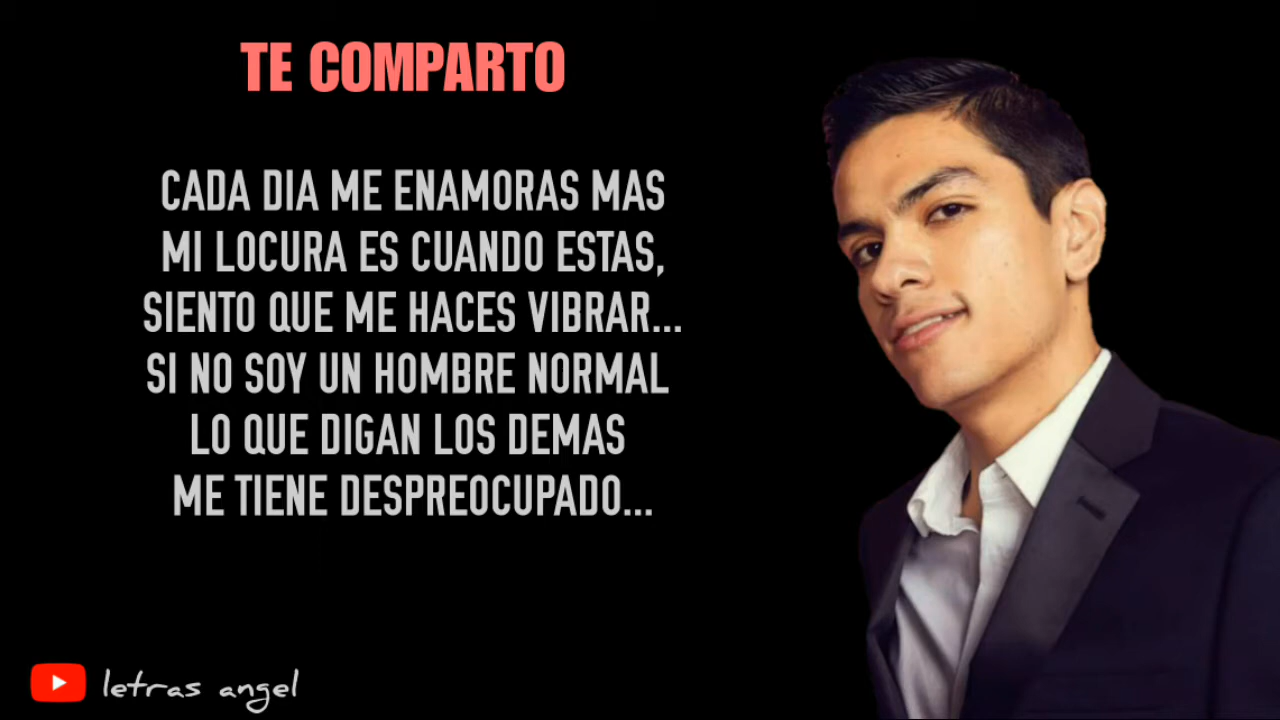 TE COMPARTO
CADA DIA ME ENAMORAS MAS
MI LOCURA ES CUANDO ESTAS,
SIENTO QUE ME HACES VIBRAR...
SI NO SOY UN HOMBRE NORMAL
LO QUE DIGAN LOS DEMAS
ME TIENE DESPREOCUPADO...
letras angel